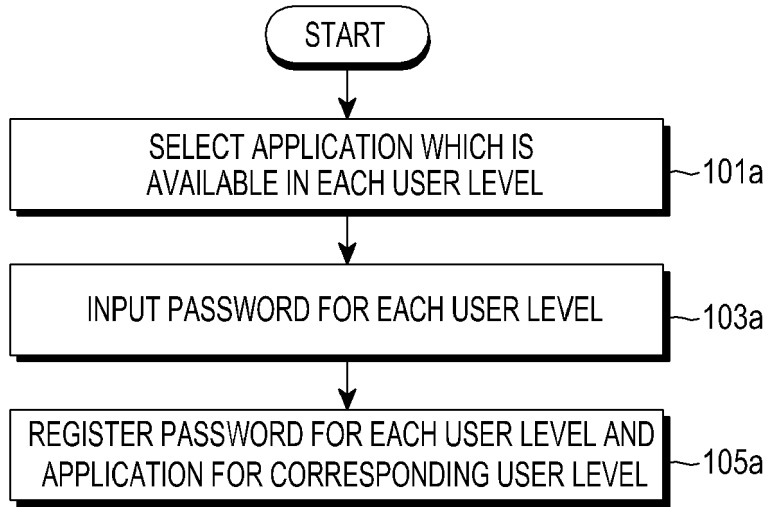 START
SELECT APPLICATION WHICH IS
AVAILABLE IN EACH USER LEVEL
101a
INPUT PASSWORD FOR EACH USER LEVEL
103a
REGISTER PASSWORD FOR EACH USER LEVEL AND
APPLICATION FOR CORRESPONDING USER LEVEL
105a